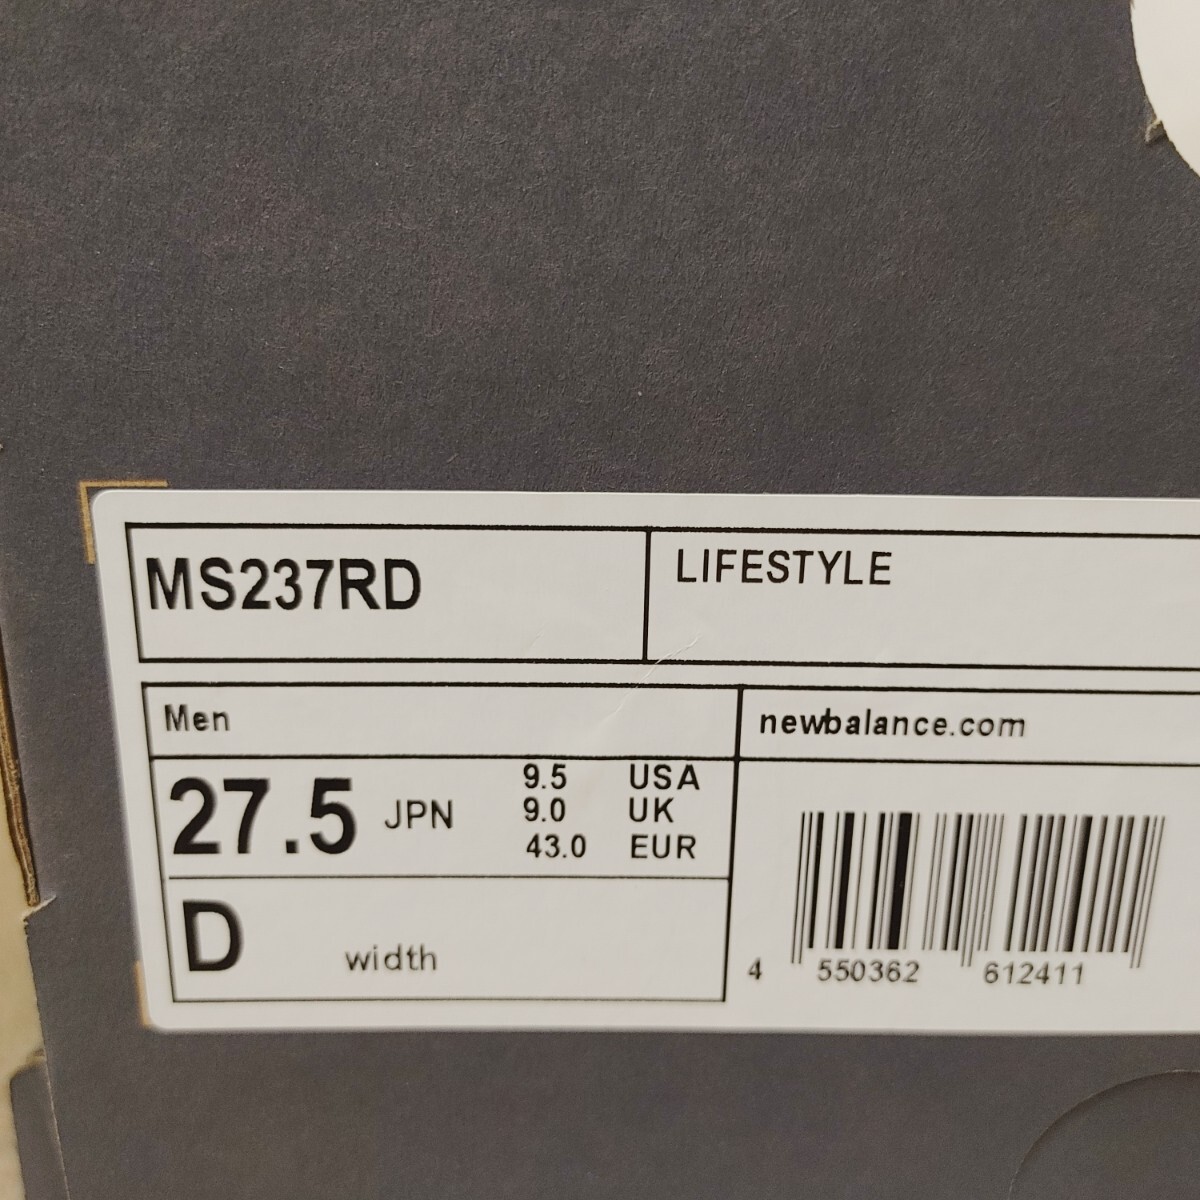 MS237RD
LIFESTYLE
Men
newbalance.com
27.5 JPN
9.5 USA
9.0 UK
43.0 EUR
D width
4 550362 612411